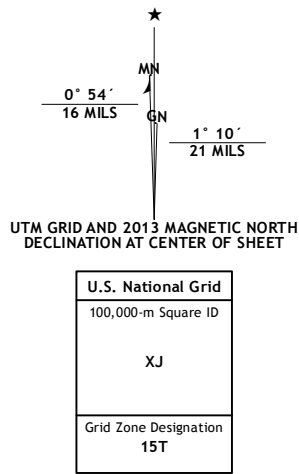 ★
MN
0° 54´
16 MILS
GN
1° 10´
21 MILS
UTM GRID AND 2013 MAGNETIC NORTH
DECLINATION AT CENTER OF SHEET
U.S. National Grid
100,000-m Square ID
XJ
Grid Zone Designation
15T